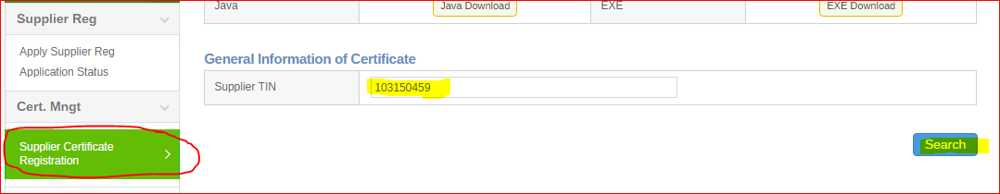 Java Java Download EXE EXE Download
Supplier Reg
Apply Supplier Reg
Application Status
Cert. Mngt
Supplier Certificate
Registration
General Information of Certificate
Supplier TIN 103150459
Search